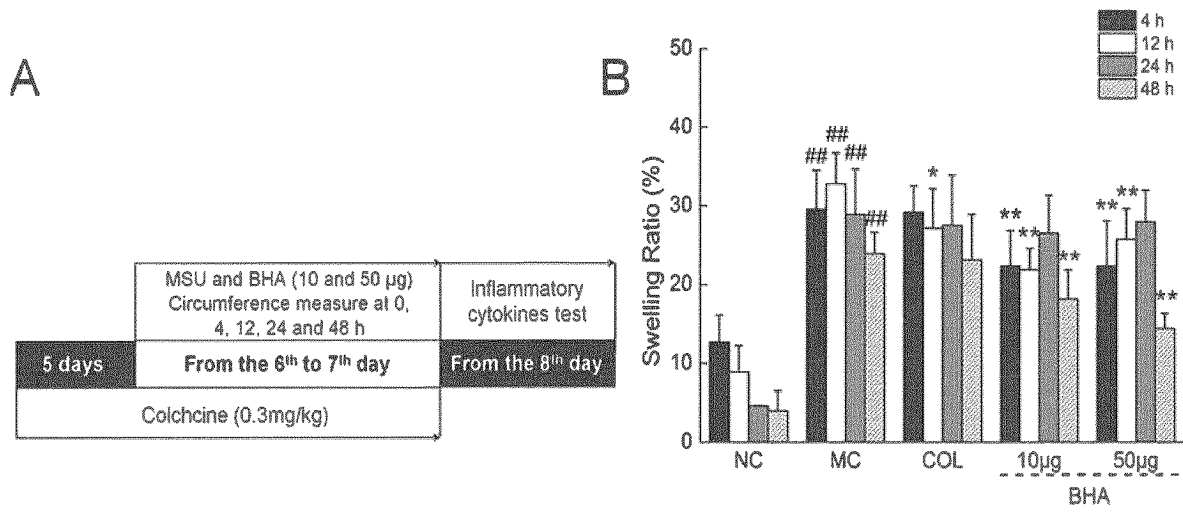 A
MSU and BHA (10 and 50 µg)
Circumference measure at 0,
4, 12, 24 and 48 h
Inflammatory
cytokines test
5 days
From the 6th to 7th day
From the 8th day
Colchcine (0.3mg/kg)
B
4 h
12 h
24 h
48 h
Swelling Ratio (%)
50
40
30
20
10
0
##
##
##
##
*
**
**
**
**
**
**
NC
MC
COL
10µg
50µg
BHA